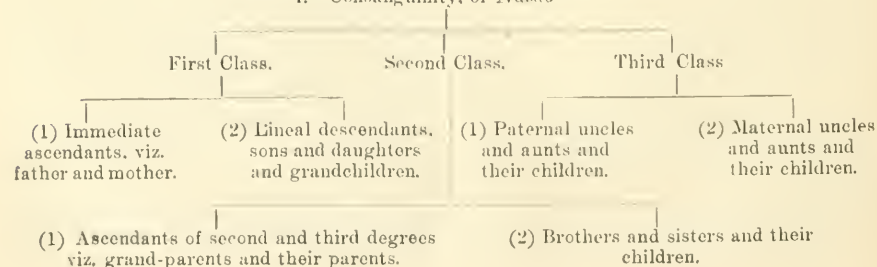 First Class.
Second Class.
Third Class
(1) Immediate
ascendants. viz.
father and mother.
(2) Lineal descendants.
sons and daughters
and grandchildren.
(1) Paternal uncles
and aunts and
their children.
(2) Maternal uncles
and aunts and
their children.
(1) Ascendants of second and third degrees
viz. grand-parents and their parents.
(2) Brothers and sisters and their
children.